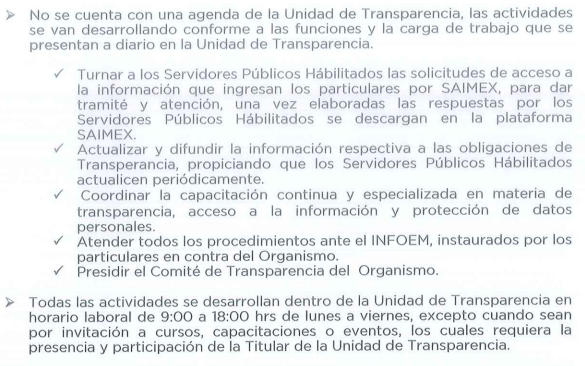 ➢ No se cuenta con una agenda de la Unidad de Transparencia, las actividades
se van desarrollando conforme a las funciones y la carga de trabajo que se
presentan a diario en la Unidad de Transparencia.
✓ Turnar a los Servidores Públicos Hábilitados las solicitudes de acceso a
la información que ingresan los particulares por SAIMEX, para dar
tramité y atención, una vez elaboradas las respuestas por los
Servidores Públicos Hábilitados se descargan en la plataforma
SAIMEX.
✓ Actualizar y difundir la información respectiva a las obligaciones de
Transperancia, propiciando que los Servidores Públicos Hábilitados
actualicen periódicamente.
✓ Coordinar la capacitación continua y especializada en materia de
transparencia, acceso a la información y protección de datos
personales.
✓ Atender todos los procedimientos ante el INFOEM, instaurados por los
particulares en contra del Organismo.
✓ Presidir el Comité de Transparencia del Organismo.
➢ Todas las actividades se desarrollan dentro de la Unidad de Transparencia en
horario laboral de 9:00 a 18:00 hrs de lunes a viernes, excepto cuando sean
por invitación a cursos, capacitaciones o eventos, los cuales requiera la
presencia y participación de la Titular de la Unidad de Transparencia.